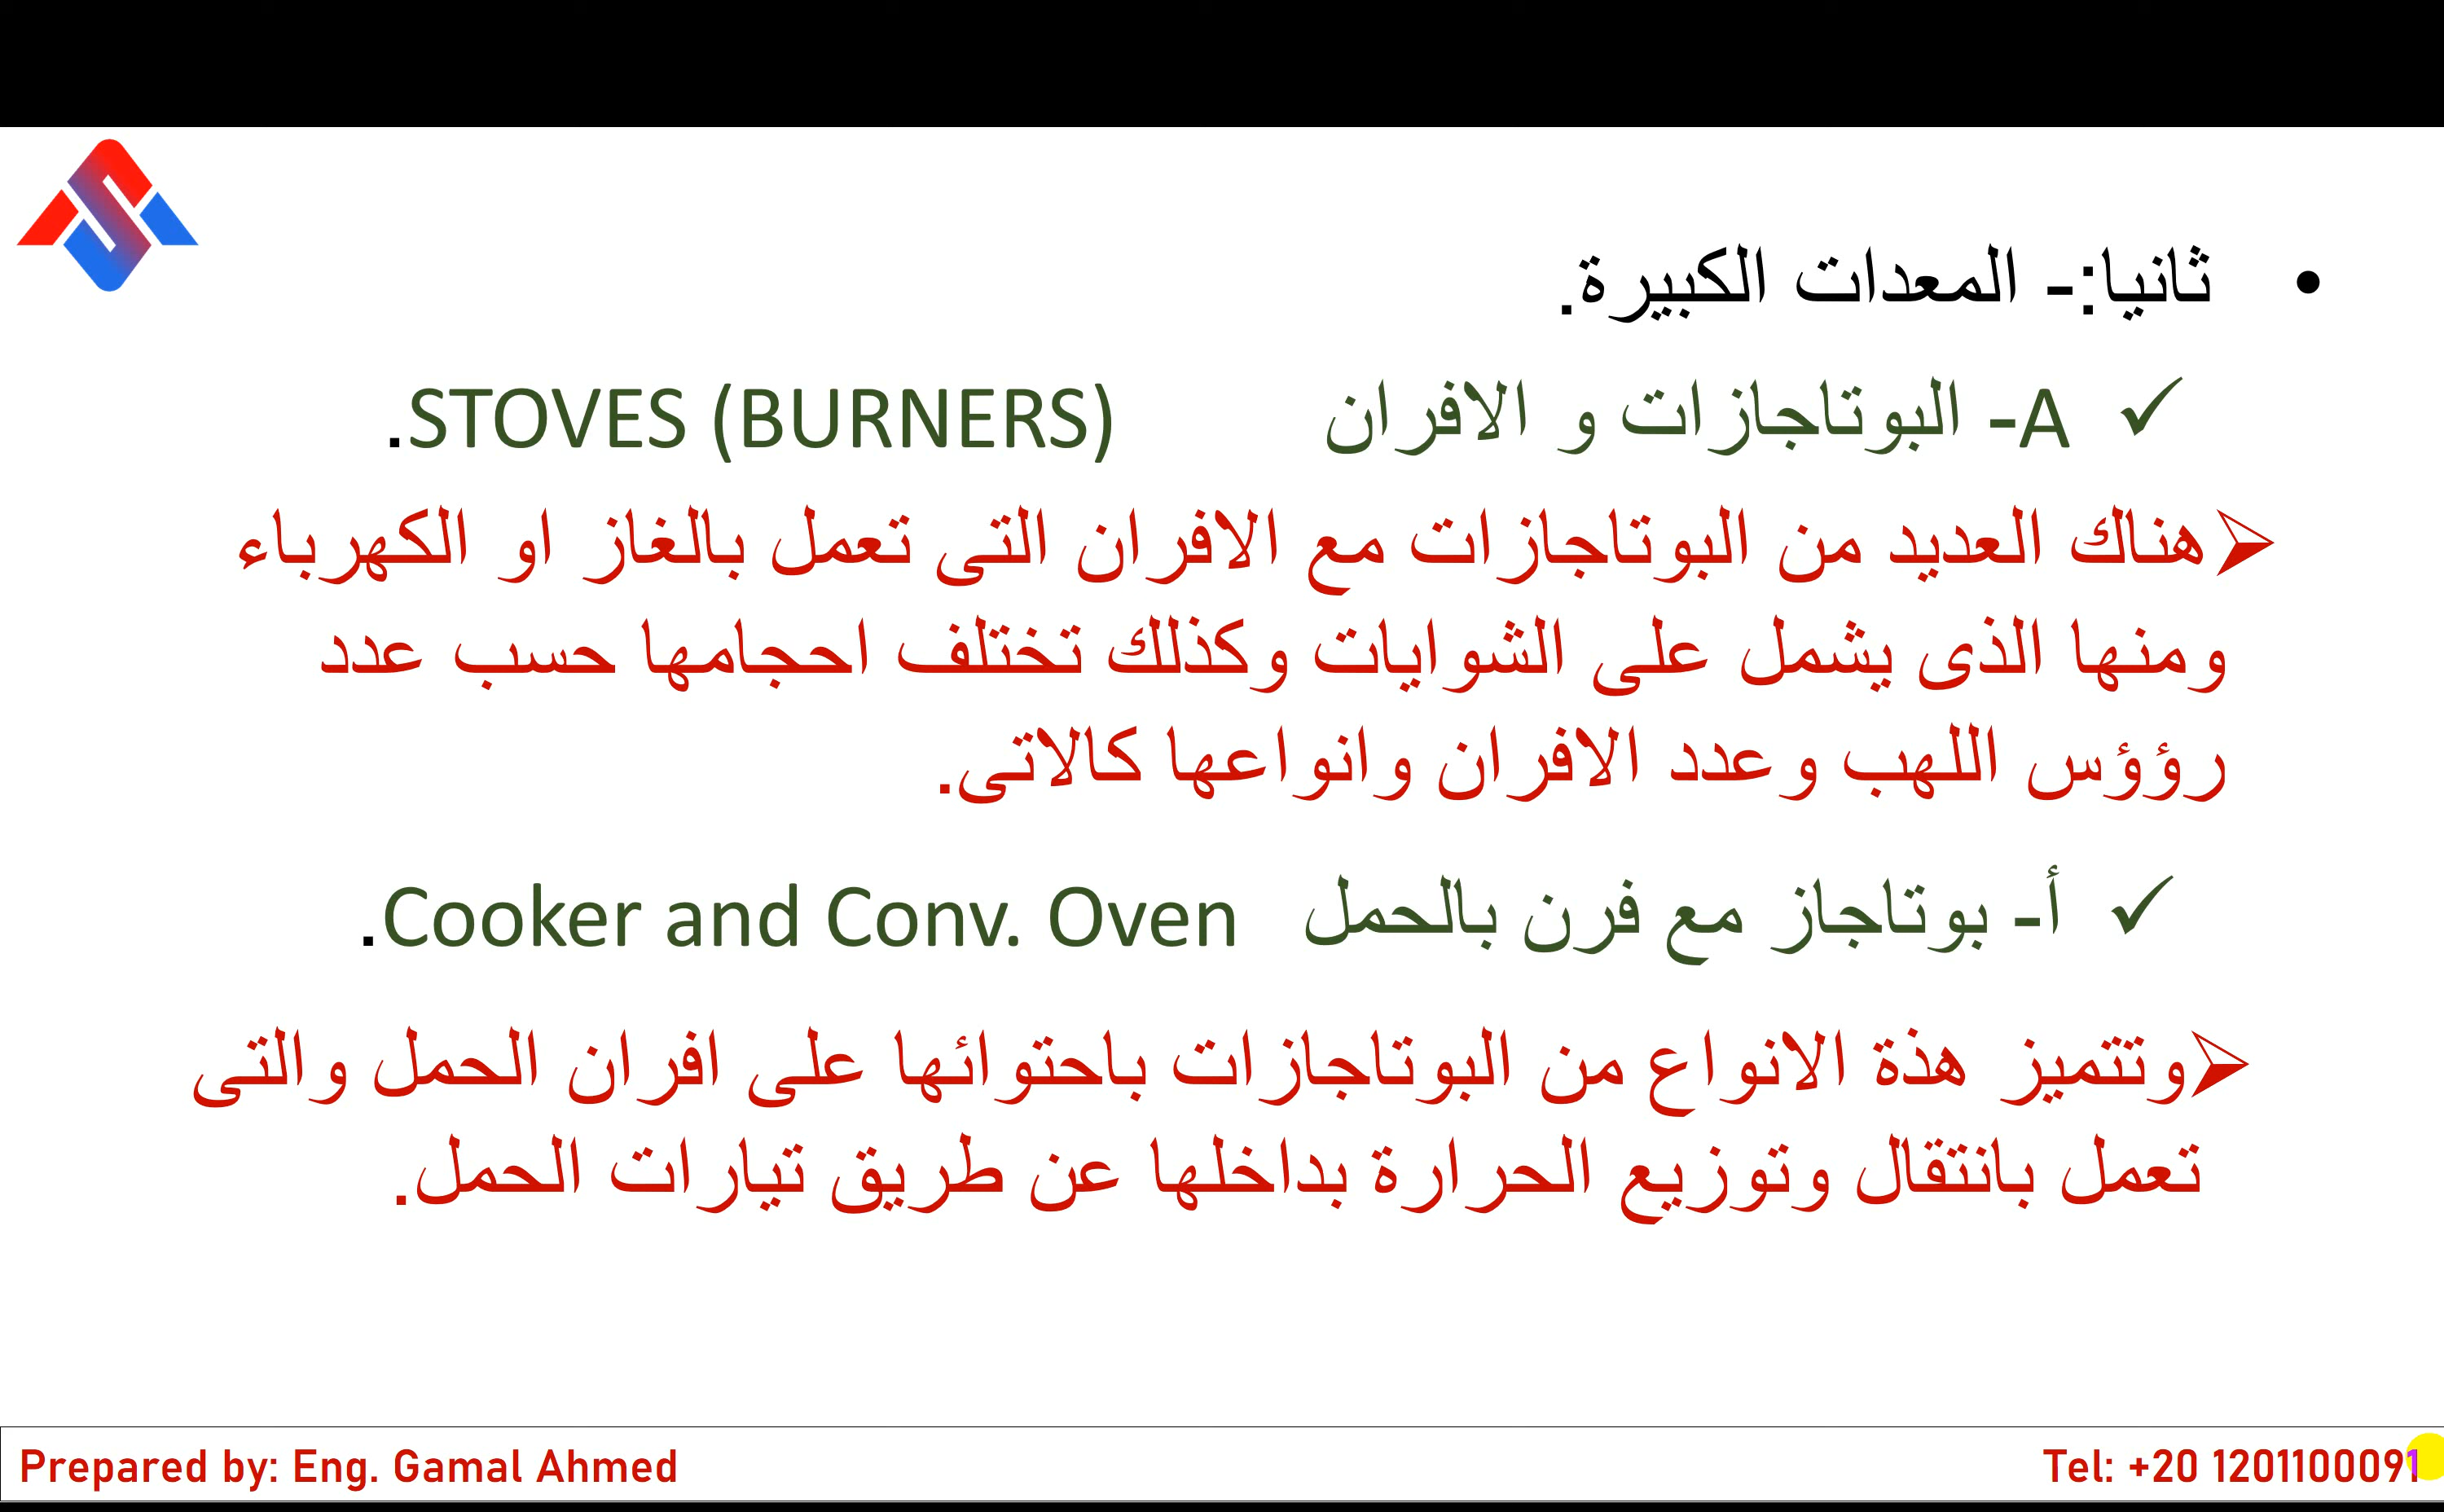 • ثانيا:- المعدات الكبيرة.
✓ A- البوتاجازات و الافران STOVES (BURNERS).
➢هناك العديد من البوتاجازات مع الافران التى تعمل بالغاز او الكهرباء
ومنها الذى يشمل على الشوايات وكذلك تختلف احجامها حسب عدد
رؤؤس اللهب وعدد الافران وانواعها كالاتى.
✓ أ- بوتاجاز مع فرن بالحمل Cooker and Conv. Oven.
➢وتتميز هذة الانواع من البوتاجازات باحتوائها على افران الحمل والتى
تعمل بانتقال وتوزيع الحرارة بداخلها عن طريق تيارات الحمل.
Prepared by: Eng. Gamal Ahmed
Tel: +20 1201100091